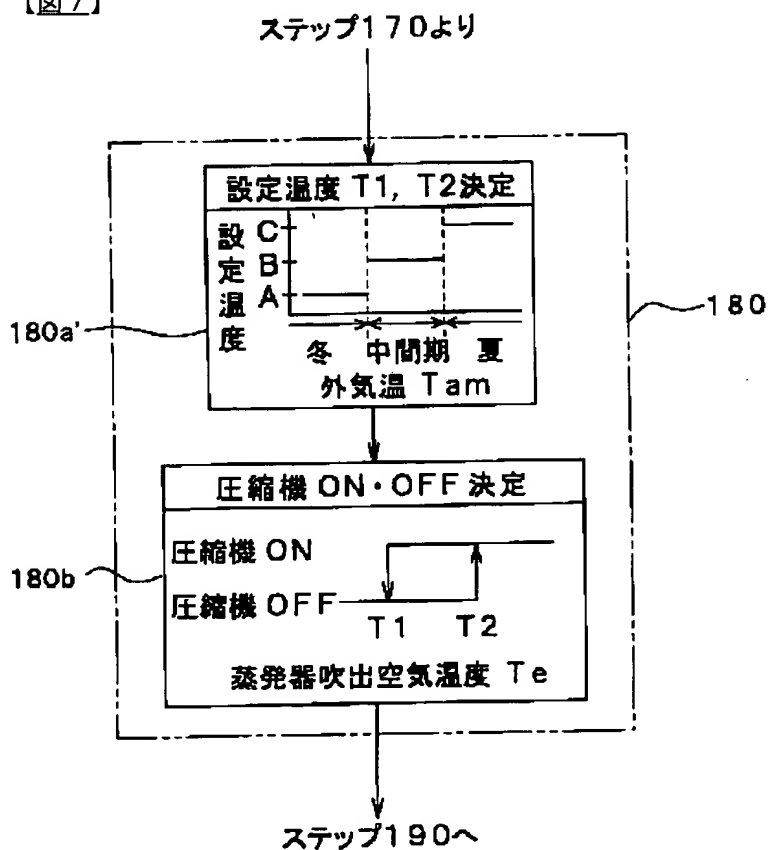 【図7】
ステップ170より
設定温度 T1, T2決定
設定温度
C
B
A
冬 中間期 夏
外気温 Tam
180a'
180
圧縮機 ON・OFF 決定
圧縮機 ON
圧縮機 OFF
T1 T2
蒸発器吹出空気温度 Te
180b
ステップ190へ